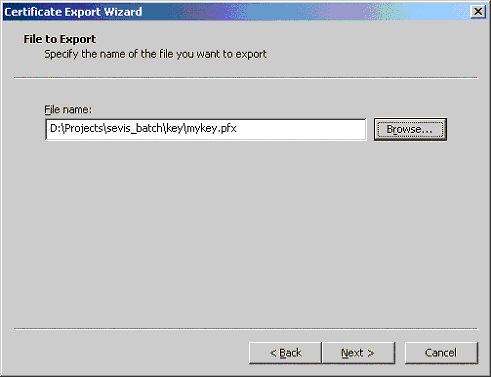 Certificate Export Wizard
File to Export
Specify the name of the file you want to export
File name:
D:\Projects\sevis_batch\key\mykey.pfx
Browse...
< Back
Next >
Cancel